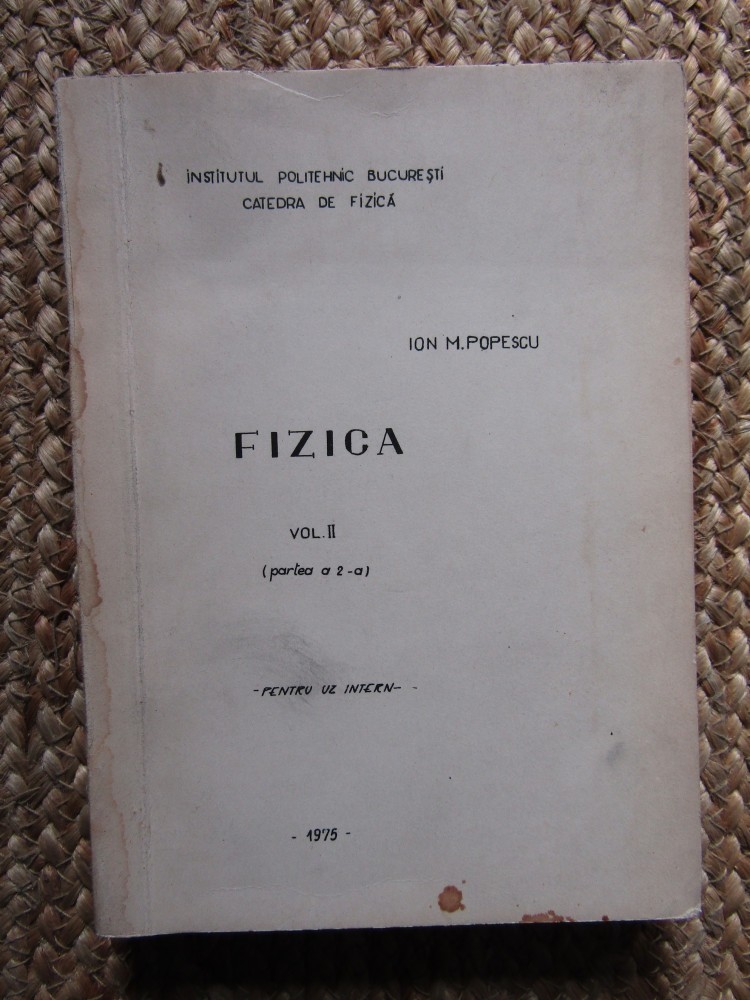 INSTITUTUL POLITEHNIC BUCUREŞTI
CATEDRA DE FIZICĂ
ION M.POPESCU
FIZICA
VOL.II
(partea a 2-a)
-PENTRU UZ INTERN-
- 1975 -